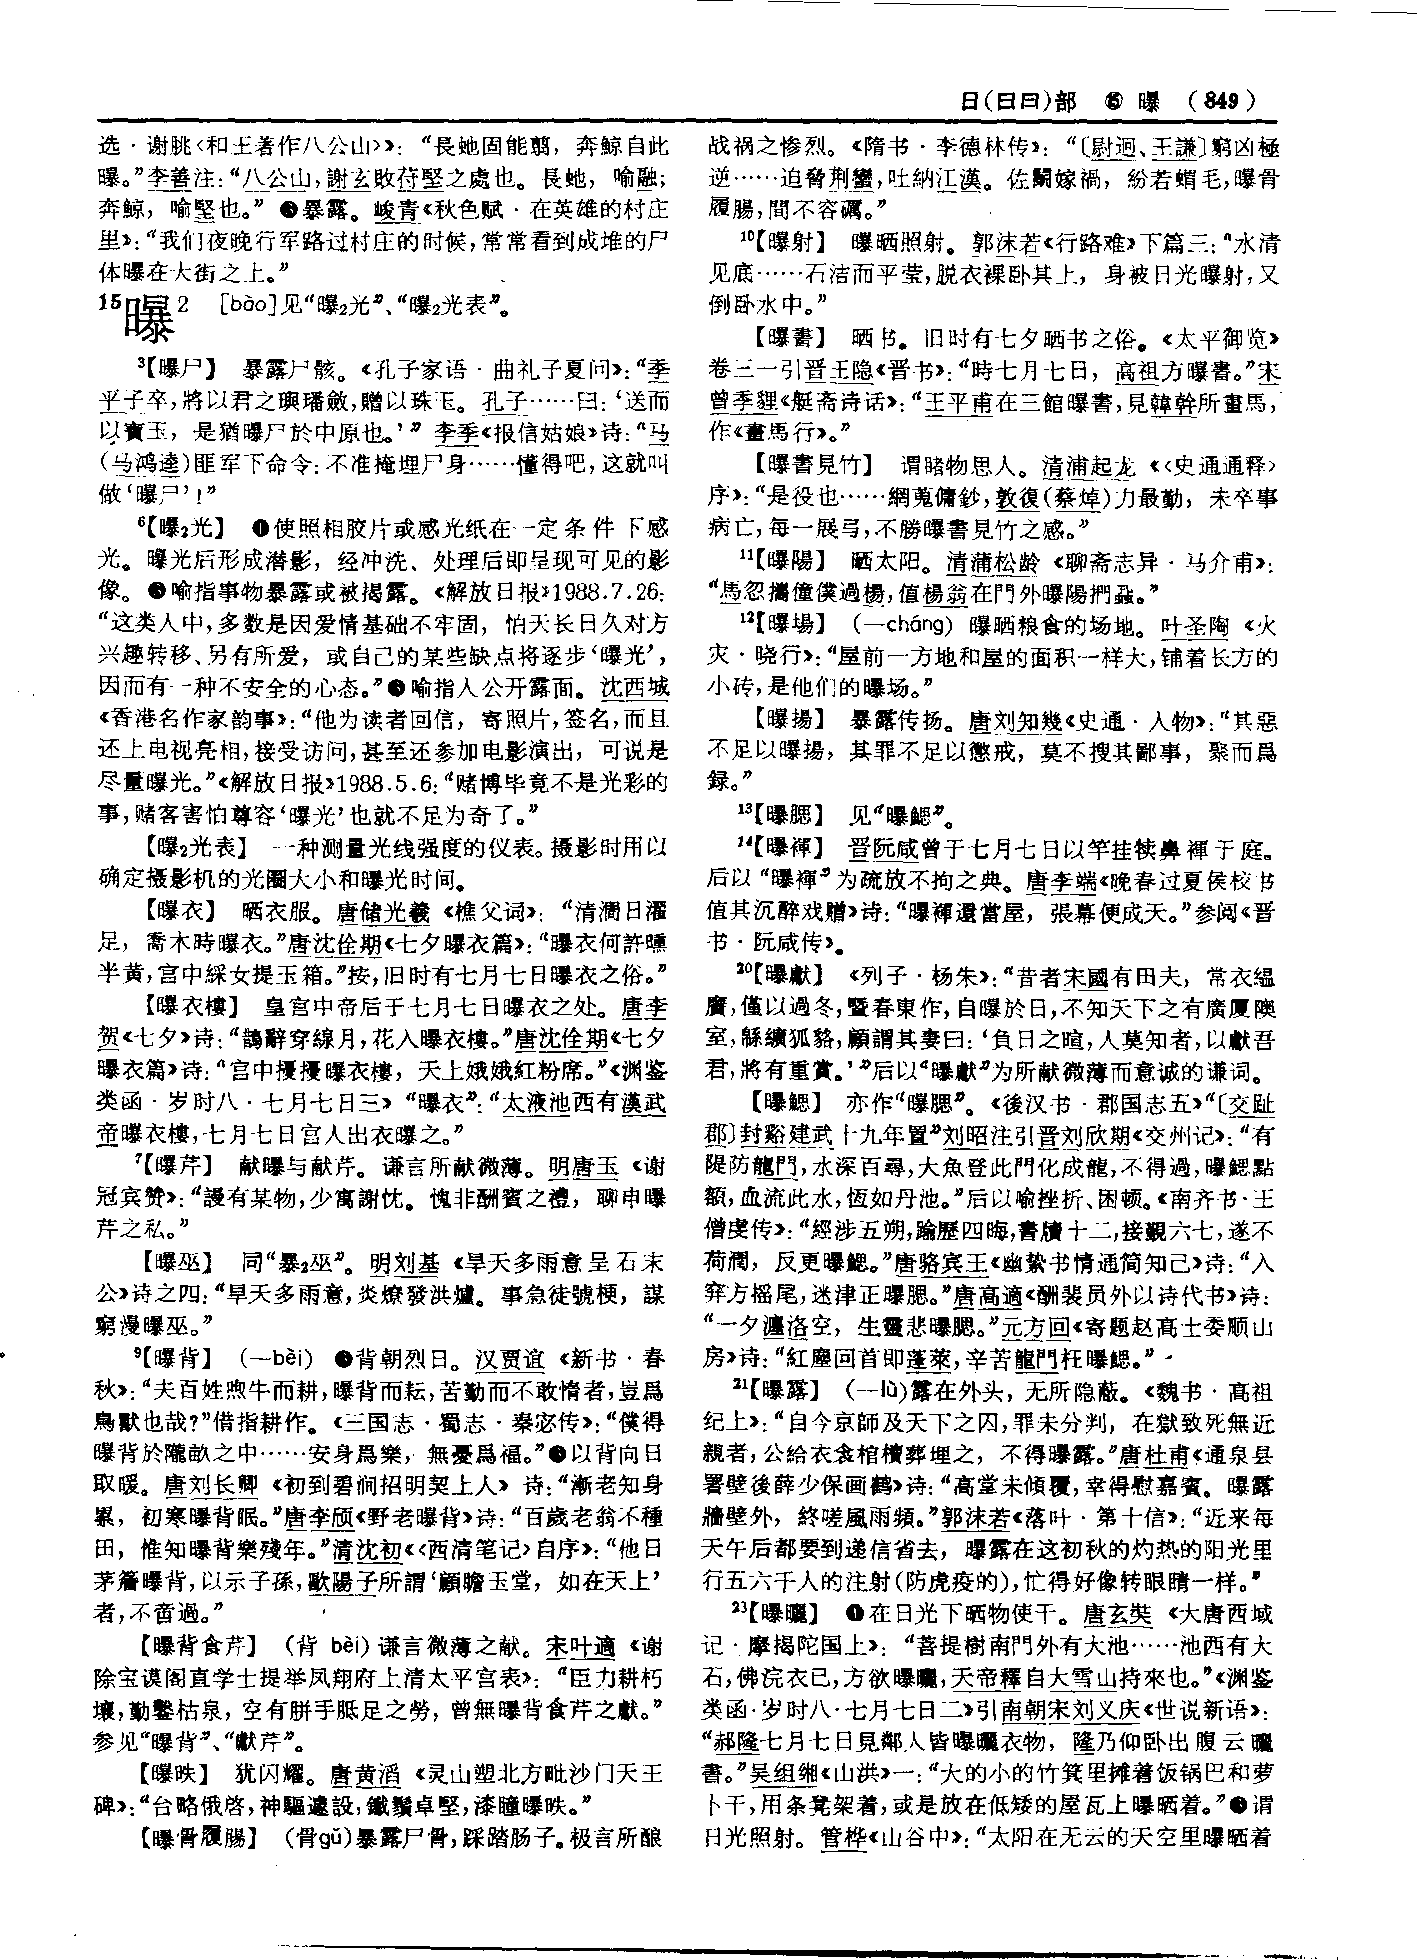 日(日曰)部 ⑮ 曝 (849)
选·谢朓〈和王著作八公山〉》：“長虵固能翦，奔鯨自此
曝。”李善注：“八公山，謝玄敗苻堅之處也。長虵，喻融；
奔鯨，喻堅也。”❸暴露。峻青《秋色赋·在英雄的村庄
里》：“我们夜晚行军路过村庄的时候，常常看到成堆的尸
体曝在大街之上。”
15曝2 [bào]见“曝₂光”、“曝₂光表”。
³【曝尸】 暴露尸骸。《孔子家语·曲礼子夏问》：“季
平子卒，將以君之璵璠斂，贈以珠玉。孔子……曰：‘送而
以寶玉，是猶曝尸於中原也。’”李季《报信姑娘》诗：“马
(马鸿逵)匪军下命令：不准掩埋尸身……懂得吧，这就叫
做‘曝尸’！”
⁶【曝₂光】 ❶使照相胶片或感光纸在一定条件下感
光。曝光后形成潜影，经冲洗、处理后即呈现可见的影
像。❷喻指事物暴露或被揭露。《解放日报》1988.7.26：
“这类人中，多数是因爱情基础不牢固，怕天长日久对方
兴趣转移、另有所爱，或自己的某些缺点将逐步‘曝光’，
因而有一种不安全的心态。”❸喻指人公开露面。沈西城
《香港名作家韵事》：“他为读者回信，寄照片，签名，而且
还上电视亮相，接受访问，甚至还参加电影演出，可说是
尽量曝光。”《解放日报》1988.5.6：“赌博毕竟不是光彩的
事，赌客害怕尊容‘曝光’也就不足为奇了。”
【曝₂光表】 一种测量光线强度的仪表。摄影时用以
确定摄影机的光圈大小和曝光时间。
【曝衣】 晒衣服。唐储光羲《樵父词》：“清澗日濯
足，喬木時曝衣。”唐沈佺期《七夕曝衣篇》：“曝衣何許曛
半黄，宫中綵女提玉箱。”按，旧时有七月七日曝衣之俗。”
【曝衣樓】 皇宫中帝后于七月七日曝衣之处。唐李
贺《七夕》诗：“鵲辭穿線月，花入曝衣樓。”唐沈佺期《七夕
曝衣篇》诗：“宫中擾擾曝衣樓，天上娥娥紅粉席。”《渊鉴
类函·岁时八·七月七日三》“曝衣”：“太液池西有漢武
帝曝衣樓，七月七日宫人出衣曝之。”
⁷【曝芹】 献曝与献芹。谦言所献微薄。明唐玉《谢
冠宾赞》：“謾有某物，少寓謝忱。愧非酬賓之禮，聊申曝
芹之私。”
【曝巫】 同“暴₂巫”。明刘基《旱天多雨意呈石末
公》诗之四：“旱天多雨意，炎燎發洪爐。事急徒號梗，謀
窮漫曝巫。”
⁹【曝背】 (—bèi) ❶背朝烈日。汉贾谊《新书·春
秋》：“夫百姓煦牛而耕，曝背而耘，苦勤而不敢惰者，豈爲
鳥獸也哉？”借指耕作。《三国志·蜀志·秦宓传》：“僕得
曝背於隴畝之中……安身爲樂，無憂爲福。”❷以背向日
取暖。唐刘长卿《初到碧涧招明契上人》诗：“漸老知身
累，初寒曝背眠。”唐李颀《野老曝背》诗：“百歲老翁不種
田，惟知曝背樂殘年。”清沈初《〈西清笔记〉自序》：“他日
茅簷曝背，以示子孫，歐陽子所謂‘顧瞻玉堂，如在天上’
者，不啻過。”
【曝背食芹】 (背 bèi)谦言微薄之献。宋叶適《谢
除宝谟阁直学士提举凤翔府上清太平宫表》：“臣力耕朽
壤，勤鑿枯泉，空有胼手胝足之勞，曾無曝背食芹之獻。”
参见“曝背”、“獻芹”。
【曝昳】 犹闪耀。唐黄滔《灵山塑北方毗沙门天王
碑》：“台略俄啓，神驅遽設，鐵鬚卓堅，漆瞳曝昳。”
【曝骨履腸】 (骨gǔ)暴露尸骨，踩踏肠子。极言所酿
战祸之惨烈。《隋书·李德林传》：“〔尉迥、王謙〕窮凶極
逆……迫脅荆蠻，吐納江漢。佐鬭嫁禍，紛若蝟毛，曝骨
履腸，間不容礪。”
¹⁰【曝射】 曝晒照射。郭沫若《行路难》下篇三：“水清
见底……石洁而平莹，脱衣裸卧其上，身被日光曝射，又
倒卧水中。”
【曝書】 晒书。旧时有七夕晒书之俗。《太平御览》
卷三一引晋王隐《晋书》：“時七月七日，高祖方曝書。”宋
曾季貍《艇斋诗话》：“王平甫在三館曝書，見韓幹所畫馬，
作《畫馬行》。”
【曝書見竹】 谓睹物思人。清浦起龙《〈史通通释〉
序》：“是役也……網蒐傭鈔，敦復(蔡焯)力最勤，未卒事
病亡，每一展弓，不勝曝書見竹之感。”
¹¹【曝陽】 晒太阳。清蒲松龄《聊斋志异·马介甫》：
“馬忽攜僮僕過楊，值楊翁在門外曝陽捫蝨。”
¹²【曝場】 (—cháng) 曝晒粮食的场地。叶圣陶《火
灾·晓行》：“屋前一方地和屋的面积一样大，铺着长方的
小砖，是他们的曝场。”
【曝揚】 暴露传扬。唐刘知幾《史通·人物》：“其惡
不足以曝揚，其罪不足以懲戒，莫不搜其鄙事，聚而爲
録。”
¹³【曝腮】 见“曝鰓”。
¹⁴【曝褌】 晋阮咸曾于七月七日以竿挂犊鼻褌于庭。
后以“曝褌”为疏放不拘之典。唐李端《晚春过夏侯校书
值其沉醉戏赠》诗：“曝褌還當屋，張幕便成天。”参阅《晋
书·阮咸传》。
²⁰【曝獻】 《列子·杨朱》：“昔者宋國有田夫，常衣緼
黂，僅以過冬，暨春東作，自曝於日，不知天下之有廣厦隩
室，緜纊狐貉，顧謂其妻曰：‘負日之暄，人莫知者，以獻吾
君，將有重賞。’”后以“曝獻”为所献微薄而意诚的谦词。
【曝鰓】 亦作“曝腮”。《後汉书·郡国志五》“〔交趾
郡〕封谿建武十九年置”刘昭注引晋刘欣期《交州记》：“有
隄防龍門，水深百尋，大魚登此門化成龍，不得過，曝鰓點
額，血流此水，恆如丹池。”后以喻挫折、困顿。《南齐书·王
僧虔传》：“經涉五朔，踰歷四晦，書牘十二，接覲六七，遂不
荷潤，反更曝鰓。”唐骆宾王《幽絷书情通简知己》诗：“入
穽方摇尾，迷津正曝腮。”唐高適《酬裴员外以诗代书》诗：
“一夕瀍洛空，生靈悲曝腮。”元方回《寄题赵高士委顺山
房》诗：“紅塵回首即蓬萊，辛苦龍門枉曝鰓。”
²¹【曝露】 (—lù)露在外头，无所隐蔽。《魏书·高祖
纪上》：“自今京師及天下之囚，罪未分判，在獄致死無近
親者，公給衣衾棺櫝葬埋之，不得曝露。”唐杜甫《通泉县
署壁後薛少保画鹤》诗：“高堂未傾覆，幸得慰嘉賓。曝露
牆壁外，終嗟風雨頻。”郭沫若《落叶·第十信》：“近来每
天午后都要到递信省去，曝露在这初秋的灼热的阳光里
行五六千人的注射(防虎疫的)，忙得好像转眼睛一样。”
²³【曝曬】 ❶在日光下晒物使干。唐玄奘《大唐西域
记·摩揭陀国上》：“菩提樹南門外有大池……池西有大
石，佛浣衣已，方欲曝曬，天帝釋自大雪山持來也。”《渊鉴
类函·岁时八·七月七日二》引南朝宋刘义庆《世说新语》：
“郝隆七月七日見鄰人皆曝曬衣物，隆乃仰卧出腹云曬
書。”吴组缃《山洪》一：“大的小的竹箕里摊着饭锅巴和萝
卜干，用条凳架着，或是放在低矮的屋瓦上曝晒着。”❷谓
日光照射。管桦《山谷中》：“太阳在无云的天空里曝晒着